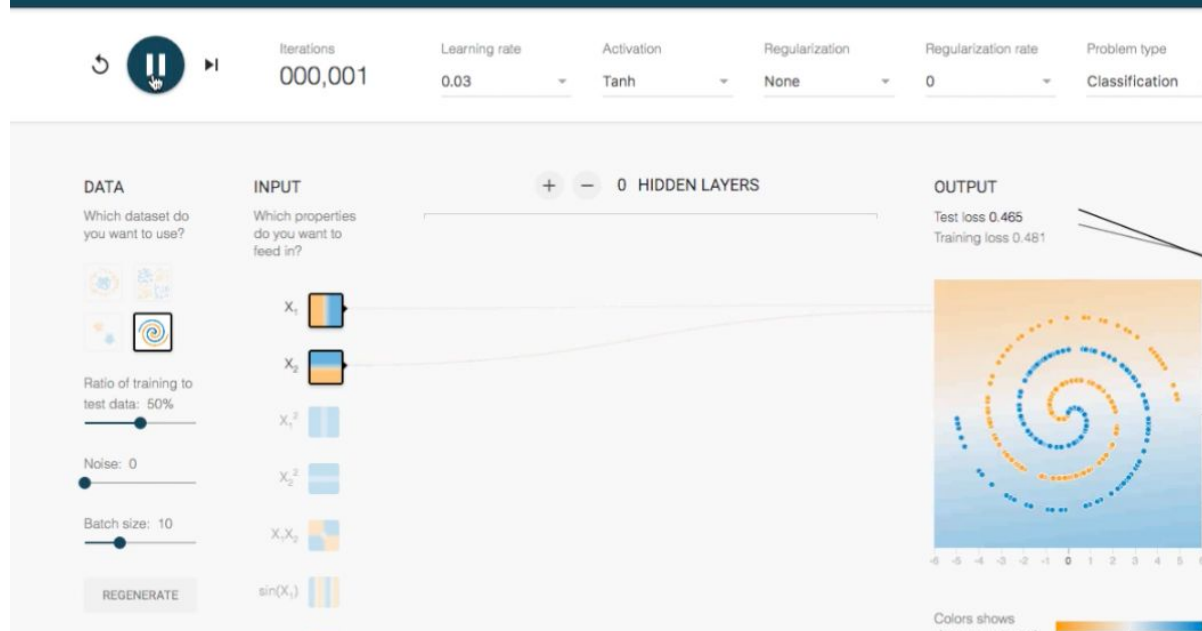 Iterations
000,001
Learning rate
0.03
Activation
Tanh
Regularization
None
Regularization rate
0
Problem type
Classification
DATA
Which dataset do
you want to use?
Ratio of training to
test data: 50%
Noise: 0
Batch size: 10
REGENERATE
INPUT
Which properties
do you want to
feed in?
X₁
X₂
X₁²
X₂²
X₁X₂
sin(X₁)
+ − 0 HIDDEN LAYERS
OUTPUT
Test loss 0.465
Training loss 0.461
-6 -5 -4 -3 -2 -1 0 1 2 3 4 5
Colors shows